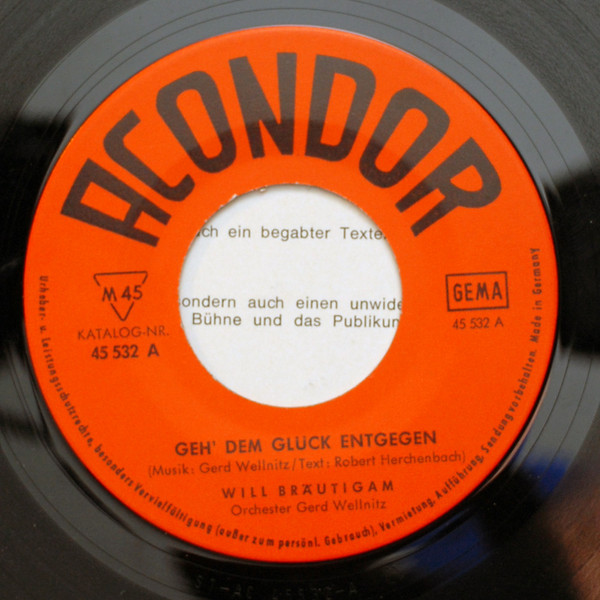 ACONDOR
ch ein begabter Texte
ondern auch einen unwide
Bühne und das Publikum
M 45
KATALOG-NR.
45 532 A
GEMA
45 532 A
GEH' DEM GLÜCK ENTGEGEN
(Musik: Gerd Wellnitz/Text: Robert Herchenbach)
WILL BRÄUTIGAM
Orchester Gerd Wellnitz
Urheber- u. Leistungsschutzrechte, besonders Vervielfältigung (außer zum persönl. Gebrauch), Vermietung, Aufführung, Sendung vorbehalten. Made in Germany